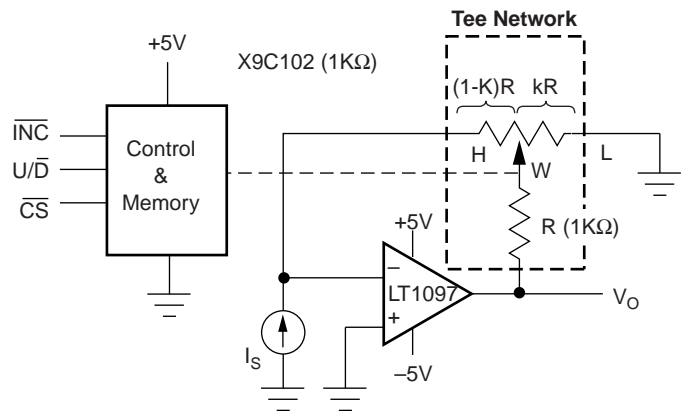 Tee Network
+5V
X9C102 (1KΩ)
(1-K)R kR
INC
U/D̅
CS
Control
&
Memory
H
L
W
R (1KΩ)
+5V
–
LT1097
+
V_O
I_S
–5V